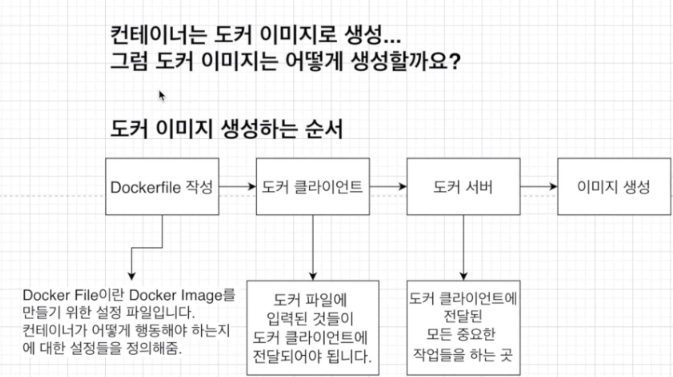 컨테이너는 도커 이미지로 생성...
그럼 도커 이미지는 어떻게 생성할까요?
도커 이미지 생성하는 순서
Dockerfile 작성
도커 클라이언트
도커 서버
이미지 생성
Docker File이란 Docker Image를
만들기 위한 설정 파일입니다.
컨테이너가 어떻게 행동해야 하는지
에 대한 설정들을 정의해줌.
도커 파일에
입력된 것들이
도커 클라이언트에
전달되어야 됩니다.
도커 클라이언트에
전달된
모든 중요한
작업들을 하는 곳